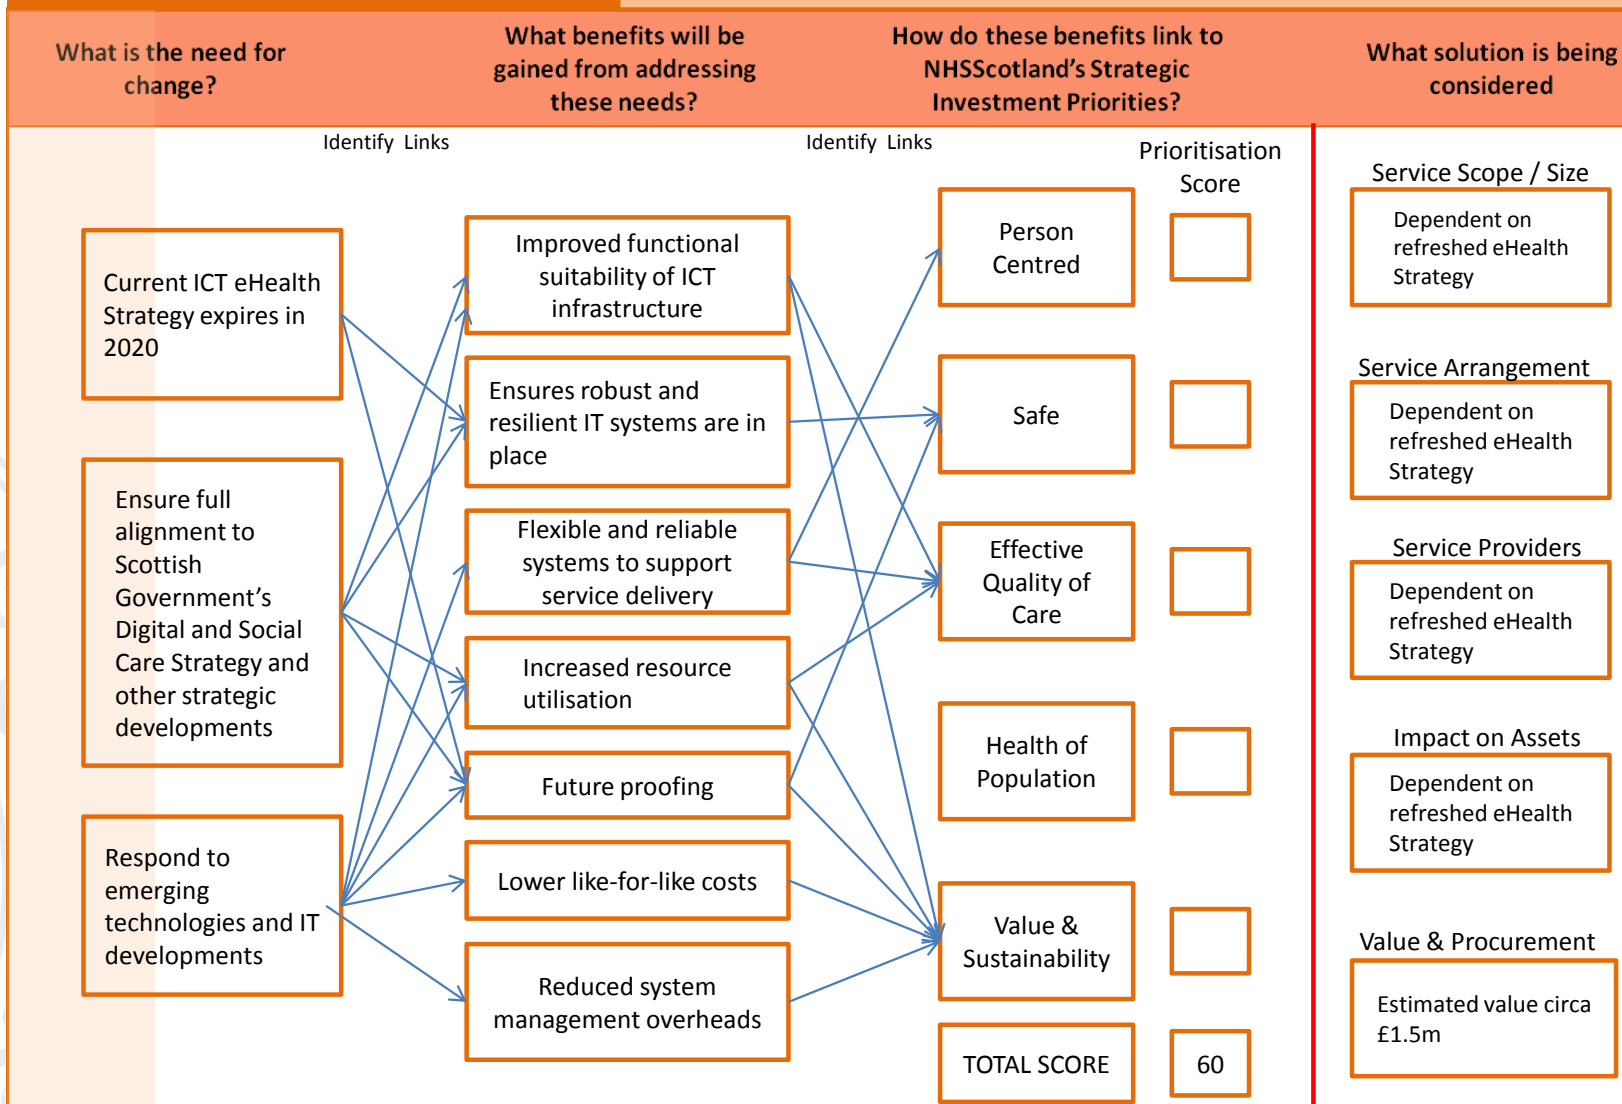 What is the need for
change?
What benefits will be
gained from addressing
these needs?
How do these benefits link to
NHSScotland’s Strategic
Investment Priorities?
What solution is being
considered
Identify Links
Identify Links
Prioritisation
Score
Current ICT eHealth
Strategy expires in
2020
Ensure full
alignment to
Scottish
Government’s
Digital and Social
Care Strategy and
other strategic
developments
Respond to
emerging
technologies and IT
developments
Improved functional
suitability of ICT
infrastructure
Ensures robust and
resilient IT systems are in
place
Flexible and reliable
systems to support
service delivery
Increased resource
utilisation
Future proofing
Lower like-for-like costs
Reduced system
management overheads
Person
Centred
Safe
Effective
Quality of
Care
Health of
Population
Value &
Sustainability
TOTAL SCORE
60
Service Scope / Size
Dependent on
refreshed eHealth
Strategy
Service Arrangement
Dependent on
refreshed eHealth
Strategy
Service Providers
Dependent on
refreshed eHealth
Strategy
Impact on Assets
Dependent on
refreshed eHealth
Strategy
Value & Procurement
Estimated value circa
£1.5m